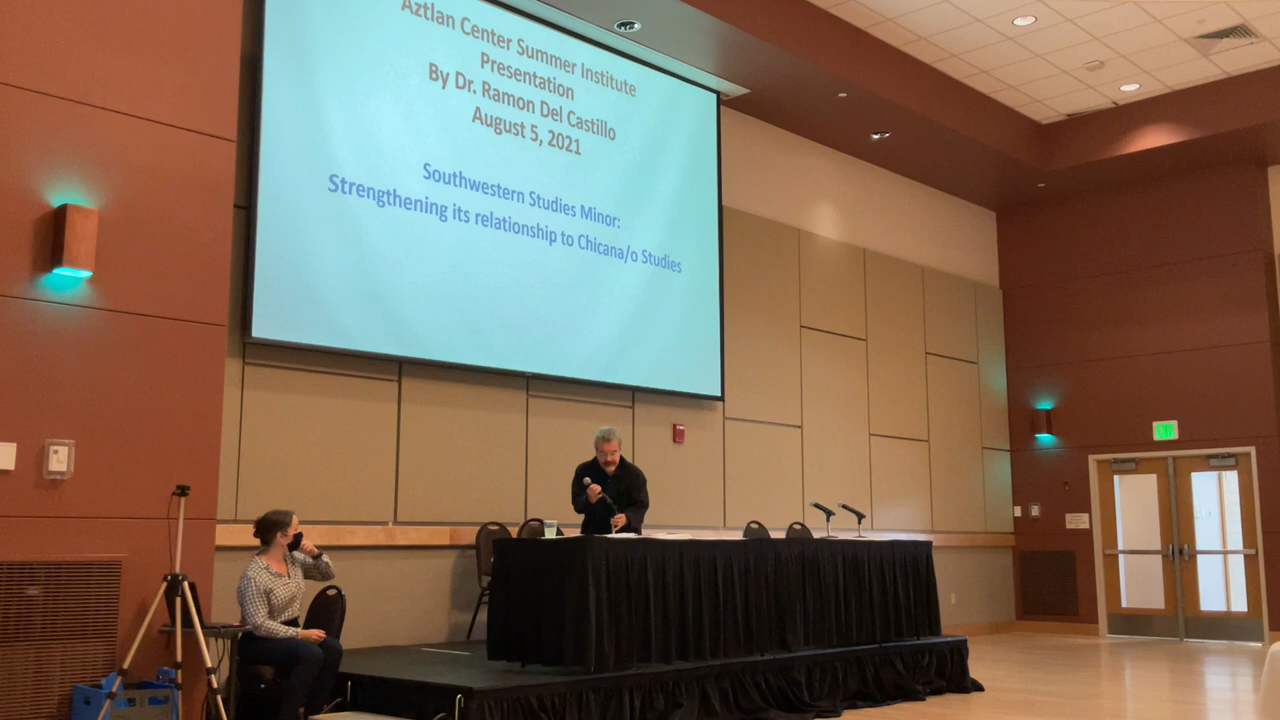 Aztlan Center Summer Institute
Presentation
By Dr. Ramon Del Castillo
August 5, 2021
Southwestern Studies Minor:
Strengthening its relationship to Chicana/o Studies